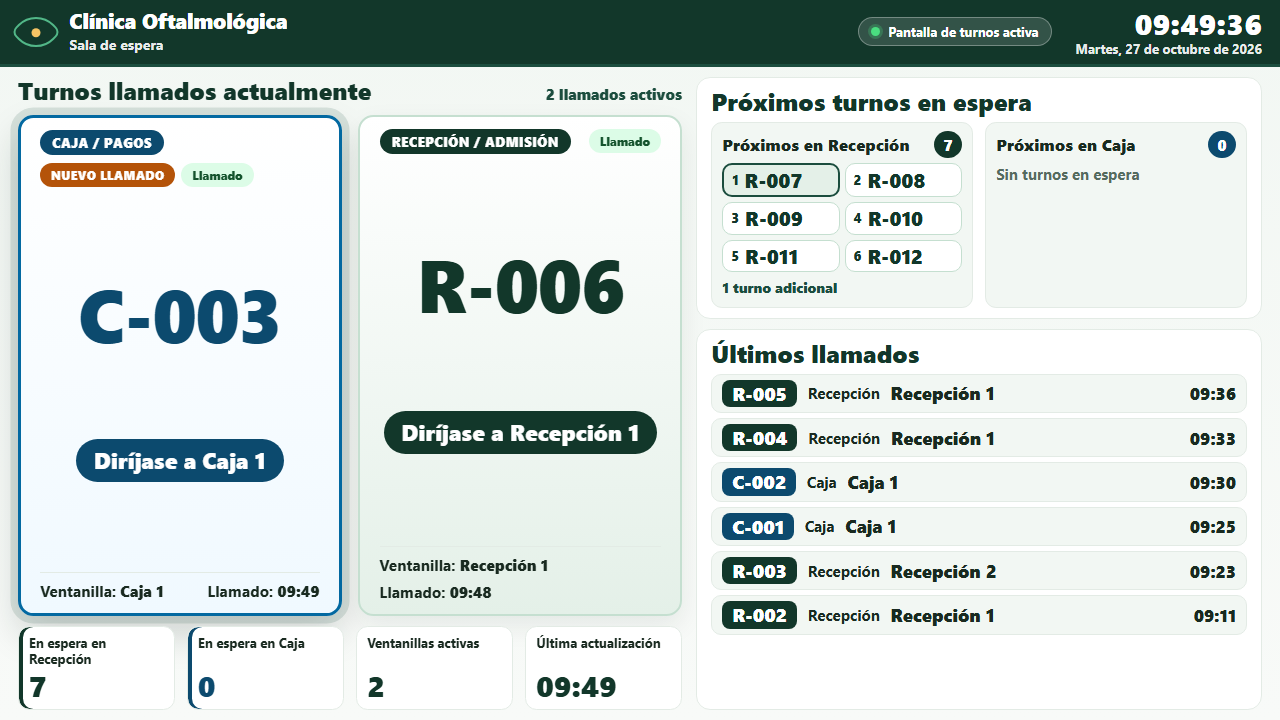 Clínica Oftalmológica
Sala de espera
Pantalla de turnos activa
09:49:36
Martes, 27 de octubre de 2026
Turnos llamados actualmente
2 llamados activos
CAJA / PAGOS
NUEVO LLAMADO
Llamado
C-003
Diríjase a Caja 1
Ventanilla: Caja 1
Llamado: 09:49
RECEPCIÓN / ADMISIÓN
Llamado
R-006
Diríjase a Recepción 1
Ventanilla: Recepción 1
Llamado: 09:48
En espera en
Recepción
7
En espera en Caja
0
Ventanillas activas
2
Última actualización
09:49
Próximos turnos en espera
Próximos en Recepción
7
1 R-007
2 R-008
3 R-009
4 R-010
5 R-011
6 R-012
1 turno adicional
Próximos en Caja
0
Sin turnos en espera
Últimos llamados
R-005 Recepción Recepción 1 09:36
R-004 Recepción Recepción 1 09:33
C-002 Caja Caja 1 09:30
C-001 Caja Caja 1 09:25
R-003 Recepción Recepción 2 09:23
R-002 Recepción Recepción 1 09:11